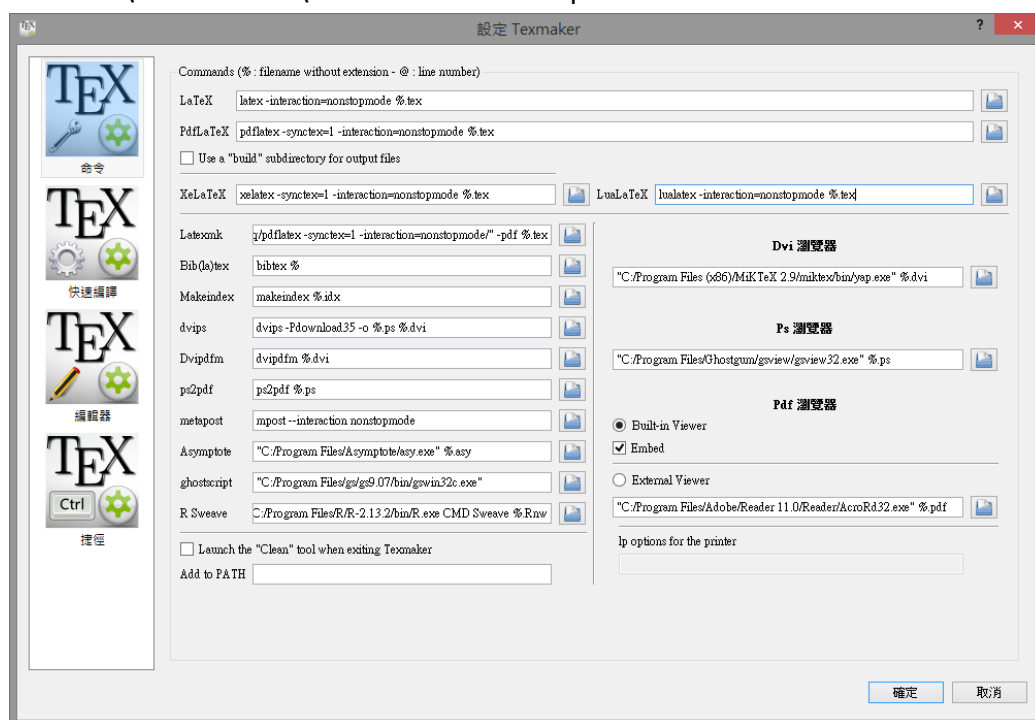 設定 Texmaker
? ×
TEX
命令
TEX
快速編譯
TEX
編輯器
TEX
Ctrl
捷徑
Commands (% : filename without extension - @ : line number)
LaTeX latex -interaction=nonstopmode %.tex
PdfLaTeX pdflatex -synctex=1 -interaction=nonstopmode %.tex
Use a "build" subdirectory for output files
XeLaTeX xelatex -synctex=1 -interaction=nonstopmode %.tex LuaLaTeX lualatex -interaction=nonstopmode %.tex
Latexmk /pdflatex -synctex=1 -interaction=nonstopmode/" -pdf %.tex
Bib(la)tex bibtex %
Makeindex makeindex %.idx
dvips dvips -Pdownload35 -o %.ps %.dvi
Dvipdfm dvipdfm %.dvi
ps2pdf ps2pdf %.ps
metapost mpost --interaction nonstopmode
Asymptote "C:/Program Files/Asymptote/asy.exe" %.asy
ghostscript "C:/Program Files/gs/gs9.07/bin/gswin32c.exe"
R Sweave C:/Program Files/R/R-2.13.2/bin/R.exe CMD Sweave %.Rnw
Launch the "Clean" tool when exiting Texmaker
Add to PATH
Dvi 瀏覽器
"C:/Program Files (x86)/MiKTeX 2.9/miktex/bin/yap.exe" %.dvi
Ps 瀏覽器
"C:/Program Files/Ghostgum/gsview/gsview32.exe" %.ps
Pdf 瀏覽器
Built-in Viewer
Embed
External Viewer
"C:/Program Files/Adobe/Reader 11.0/Reader/AcroRd32.exe" %.pdf
lp options for the printer
確定 取消